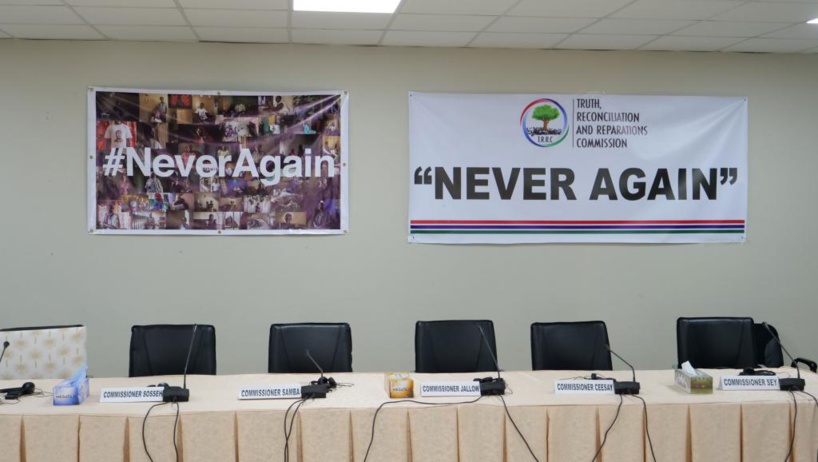 #NeverAgain
TRUTH,
RECONCILIATION
AND REPARATIONS
COMMISSION
TRRC
“NEVER AGAIN”
COMMISSIONER SOSSEH
COMMISSIONER SAMBA
COMMISSIONER JALLOW
COMMISSIONER CEESAY
COMMISSIONER SEY